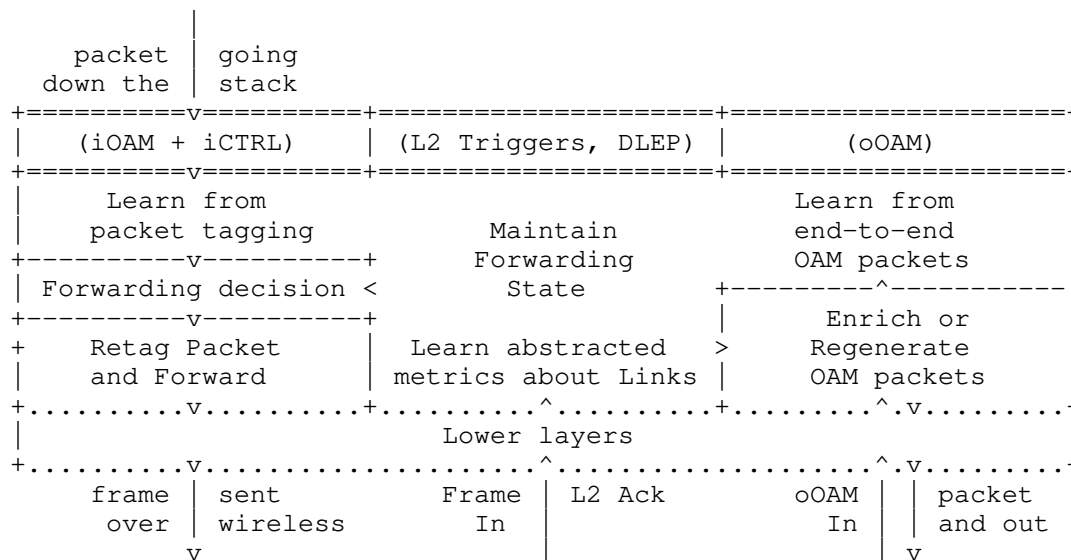 |
       packet | going
     down the | stack
+==========v==========+=====================+=====================+
| (iOAM + iCTRL) | (L2 Triggers, DLEP) | (oOAM)
+==========v==========+=====================+=====================+
| Learn from Learn from
| packet tagging Maintain end-to-end
+----------v----------+ Forwarding OAM packets
| Forwarding decision < State +---------^-----------
+----------v----------+ | Enrich or
+ Retag Packet | Learn abstracted > Regenerate
| and Forward | metrics about Links | OAM packets
+..........v..........+..........^..........+.........^.v.........+
| Lower layers
+..........v.....................^....................^.v.........+
frame | sent Frame | L2 Ack oOAM | | packet
over | wireless In | In | | and out
v | | v